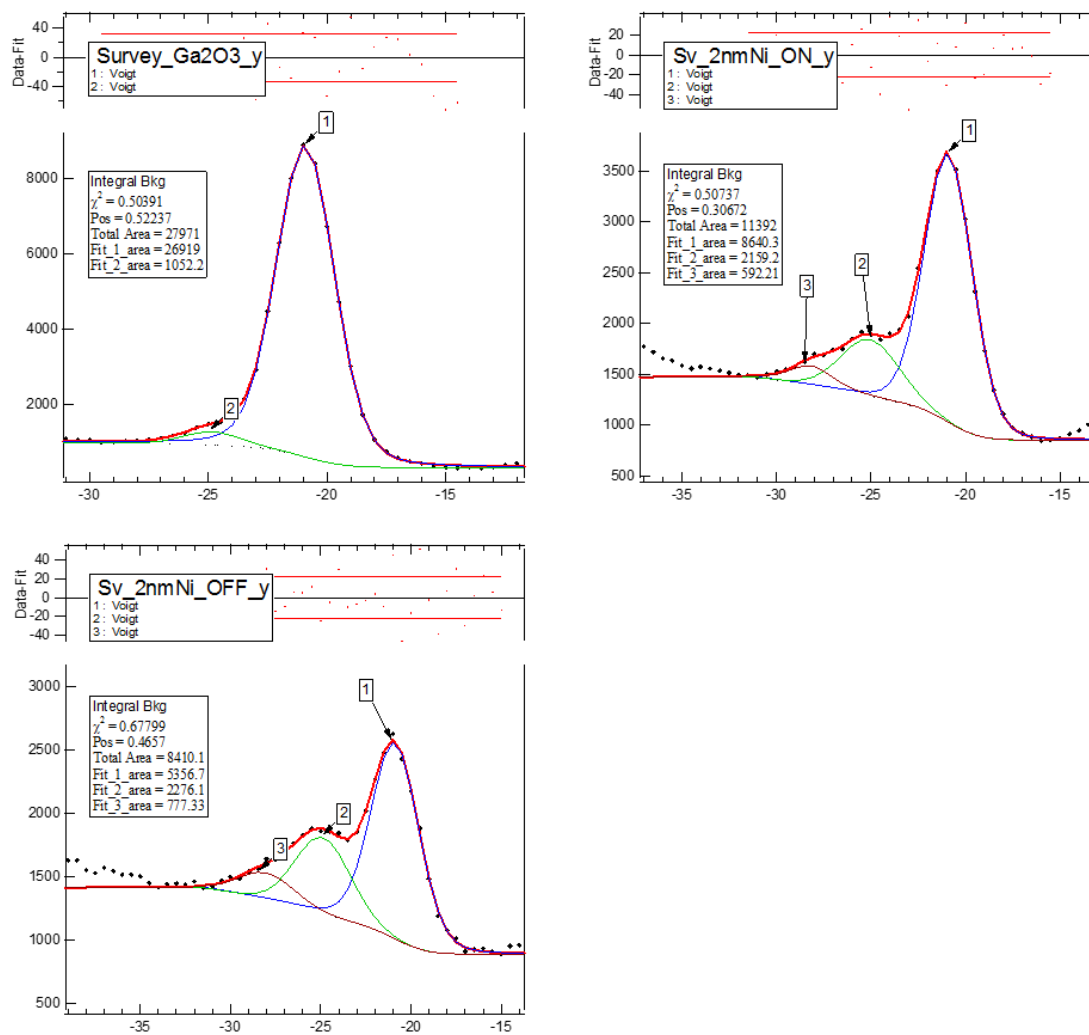 40
20
0
-40
Data-Fit
Survey_Ga2O3_y
1 : Voigt
2 : Voigt
1
2
Integral Bkg
χ² = 0.50391
Pos = 0.52237
Total Area = 27971
Fit_1_area = 26919
Fit_2_area = 1052.2
8000
6000
4000
2000
-30
-25
-20
-15
20
0
-20
-40
Data-Fit
Sv_2nmNi_ON_y
1 : Voigt
2 : Voigt
3 : Voigt
1
2
3
Integral Bkg
χ² = 0.50737
Pos = 0.30672
Total Area = 11392
Fit_1_area = 8640.3
Fit_2_area = 2159.2
Fit_3_area = 592.21
3500
3000
2500
2000
1500
1000
500
-35
-30
-25
-20
-15
40
20
0
-20
-40
Data-Fit
Sv_2nmNi_OFF_y
1 : Voigt
2 : Voigt
3 : Voigt
1
2
3
Integral Bkg
χ² = 0.67799
Pos = 0.4657
Total Area = 8410.1
Fit_1_area = 5356.7
Fit_2_area = 2276.1
Fit_3_area = 777.33
3000
2500
2000
1500
1000
500
-35
-30
-25
-20
-15